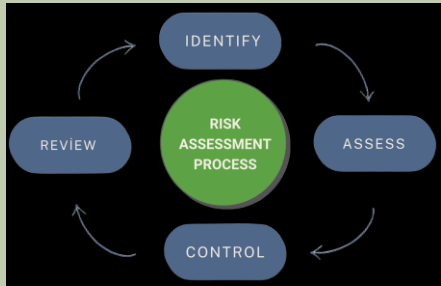 IDENTIFY
RISK
ASSESSMENT
PROCESS
REVİEW
ASSESS
CONTROL